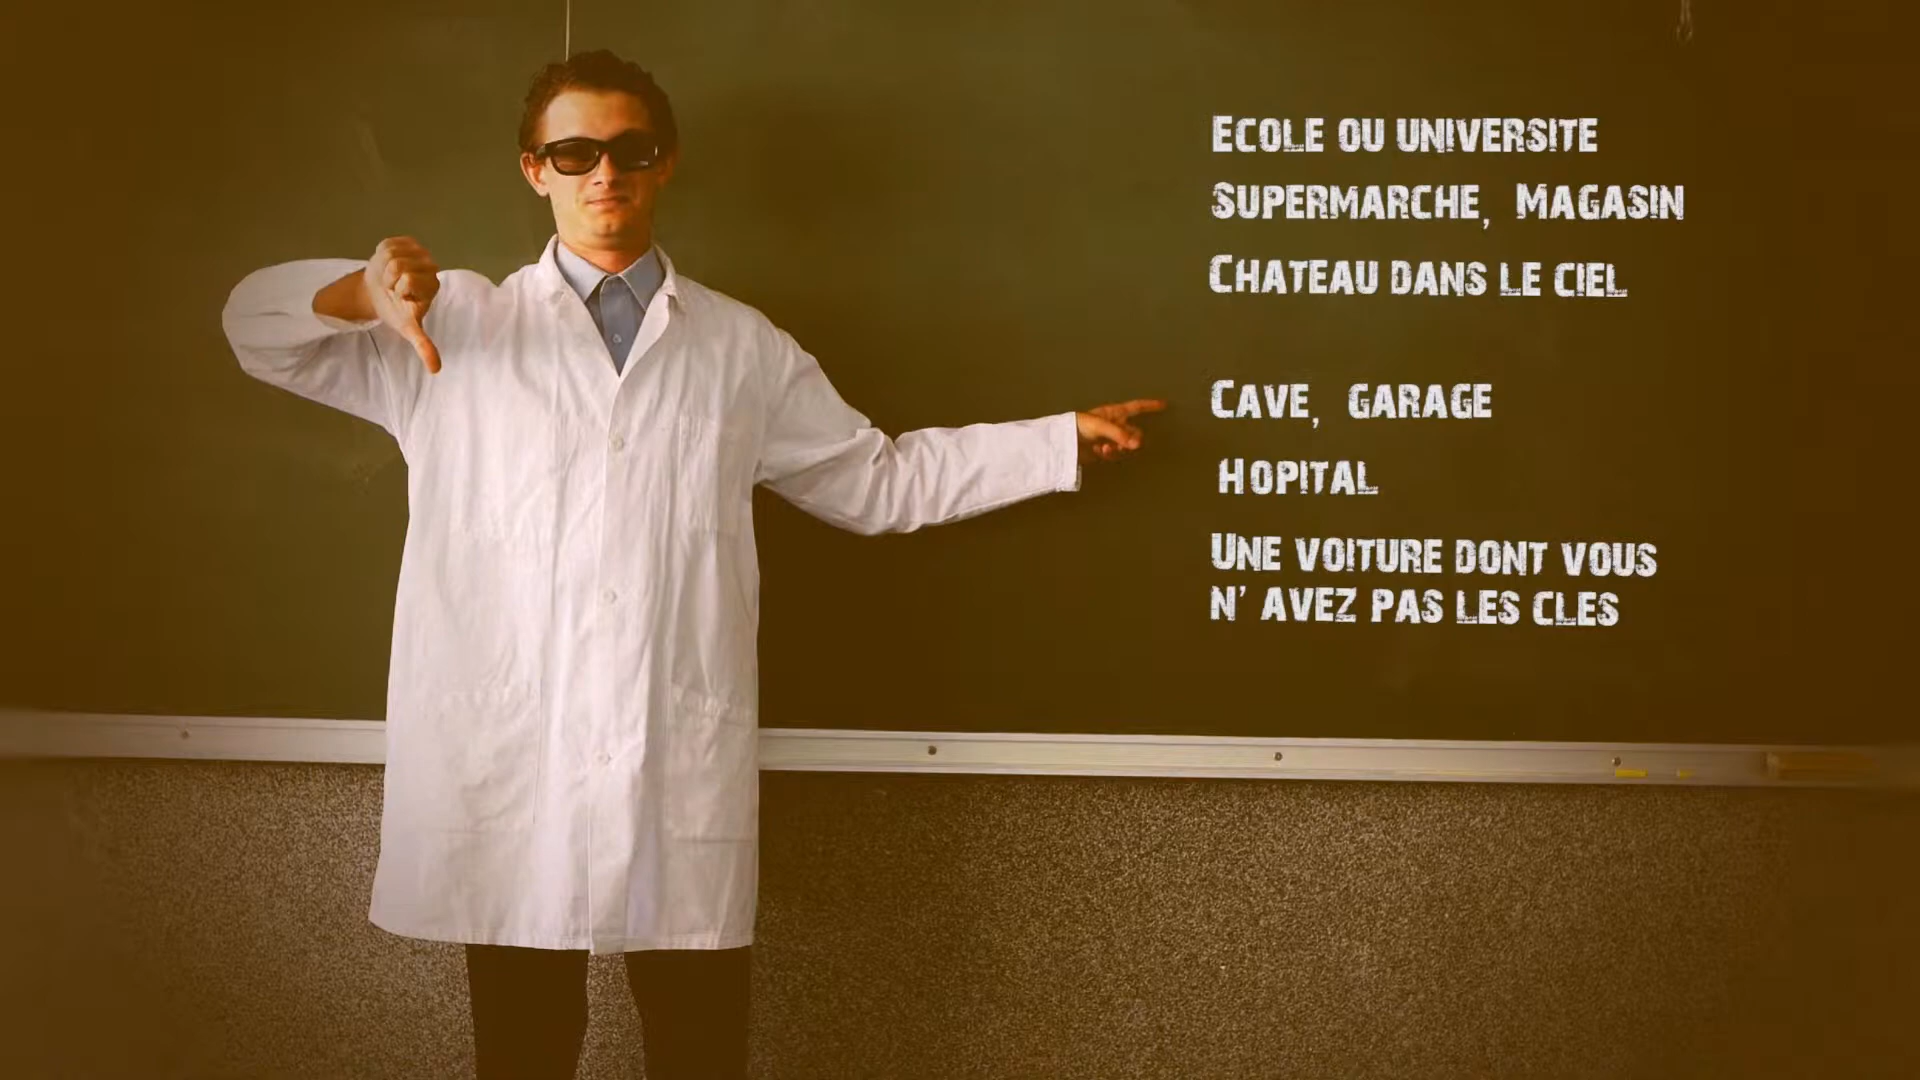 ECOLE OU UNIVERSITE
SUPERMARCHE, MAGASIN
CHATEAU DANS LE CIEL
CAVE, GARAGE
HOPITAL
UNE VOITURE DONT VOUS
N' AVEZ PAS LES CLES